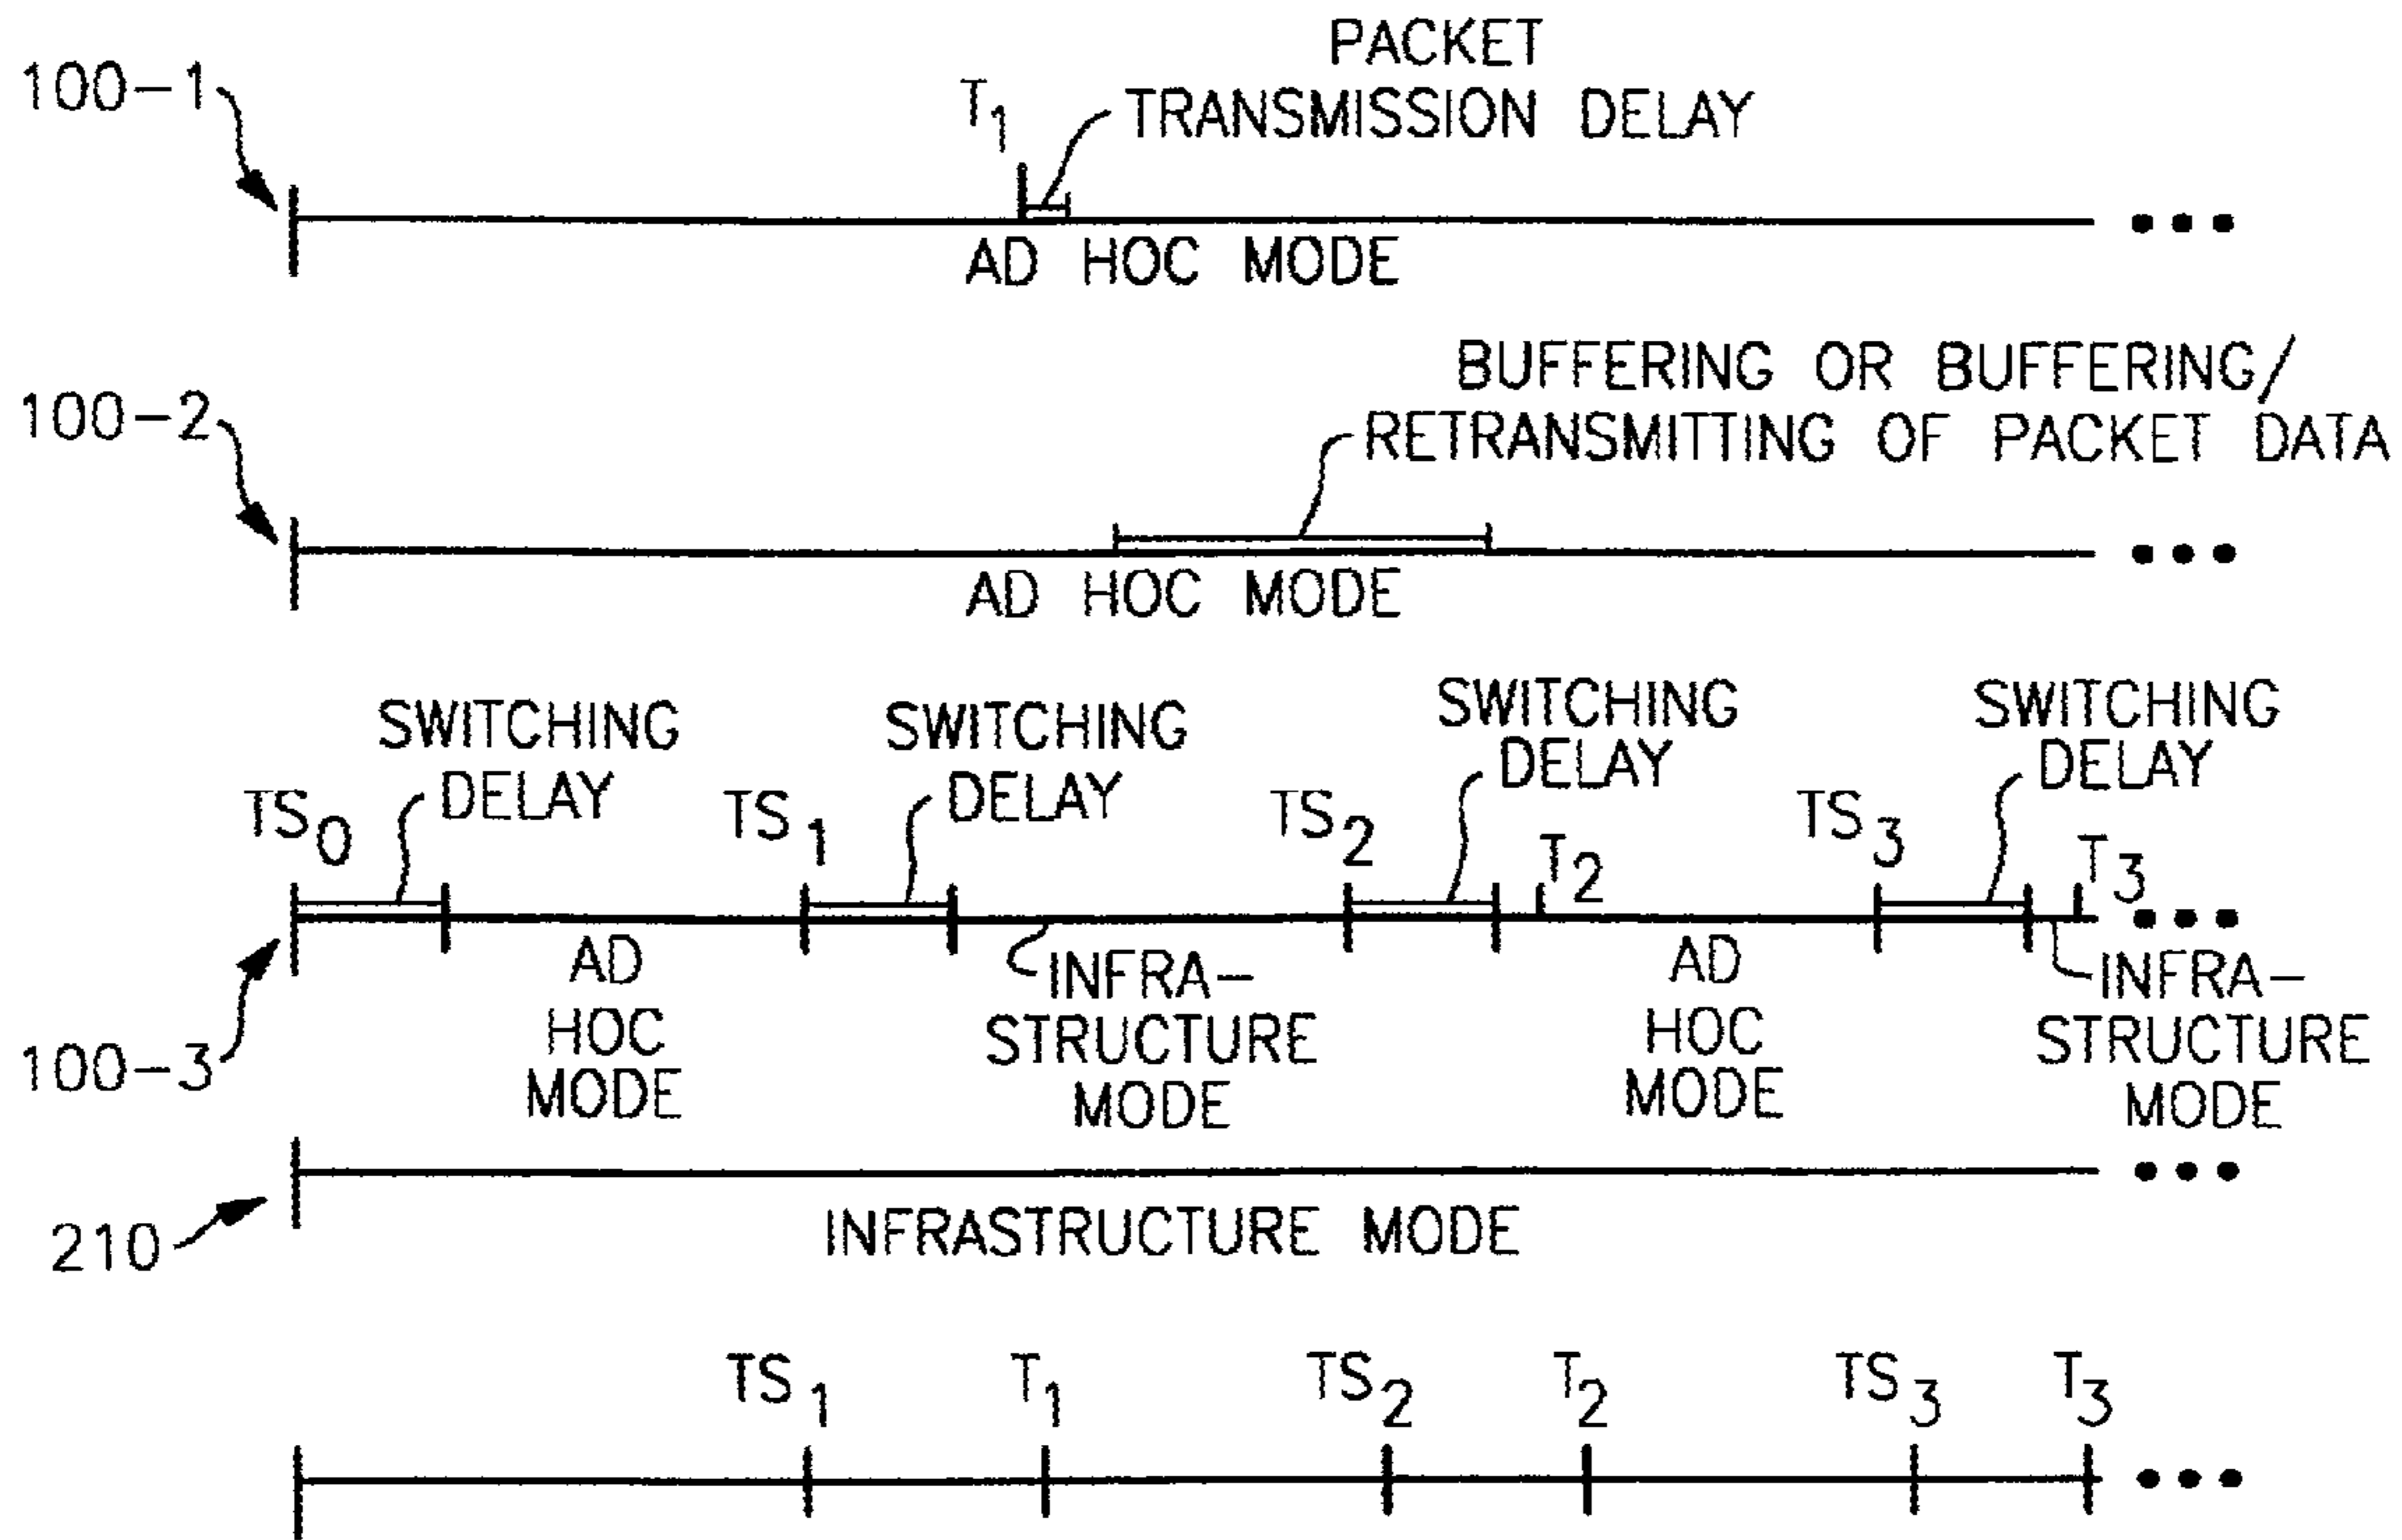 PACKET
100-1
T1
TRANSMISSION DELAY
AD HOC MODE
BUFFERING OR BUFFERING/
100-2
RETRANSMITTING OF PACKET DATA
AD HOC MODE
SWITCHING
DELAY
SWITCHING
DELAY
SWITCHING
DELAY
SWITCHING
DELAY
TS0
TS1
TS2
T2
TS3
T3
100-3
AD
HOC
MODE
INFRA-
STRUCTURE
MODE
AD
HOC
MODE
INFRA-
STRUCTURE
MODE
210
INFRASTRUCTURE MODE
TS1
T1
TS2
T2
TS3
T3